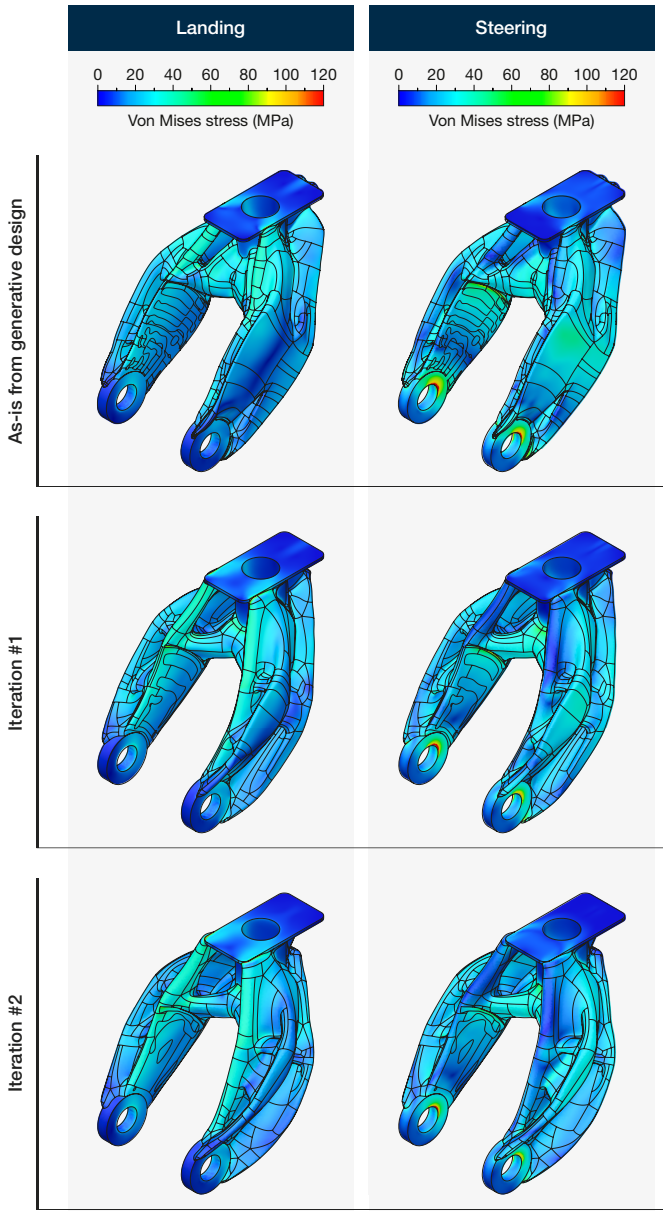 Landing
Steering
0 20 40 60 80 100 120
0 20 40 60 80 100 120
Von Mises stress (MPa)
Von Mises stress (MPa)
As-is from generative design
Iteration #1
Iteration #2